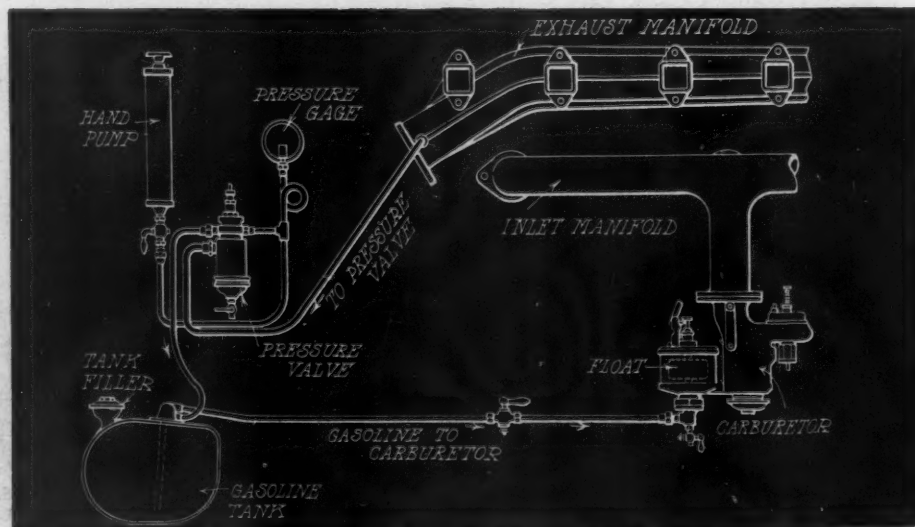 EXHAUST MANIFOLD
PRESSURE
GAGE
HAND
PUMP
INLET MANIFOLD
TO PRESSURE
VALVE
PRESSURE
VALVE
TANK
FILLER
FLOAT
GASOLINE TO
CARBURETOR
CARBURETOR
GASOLINE
TANK